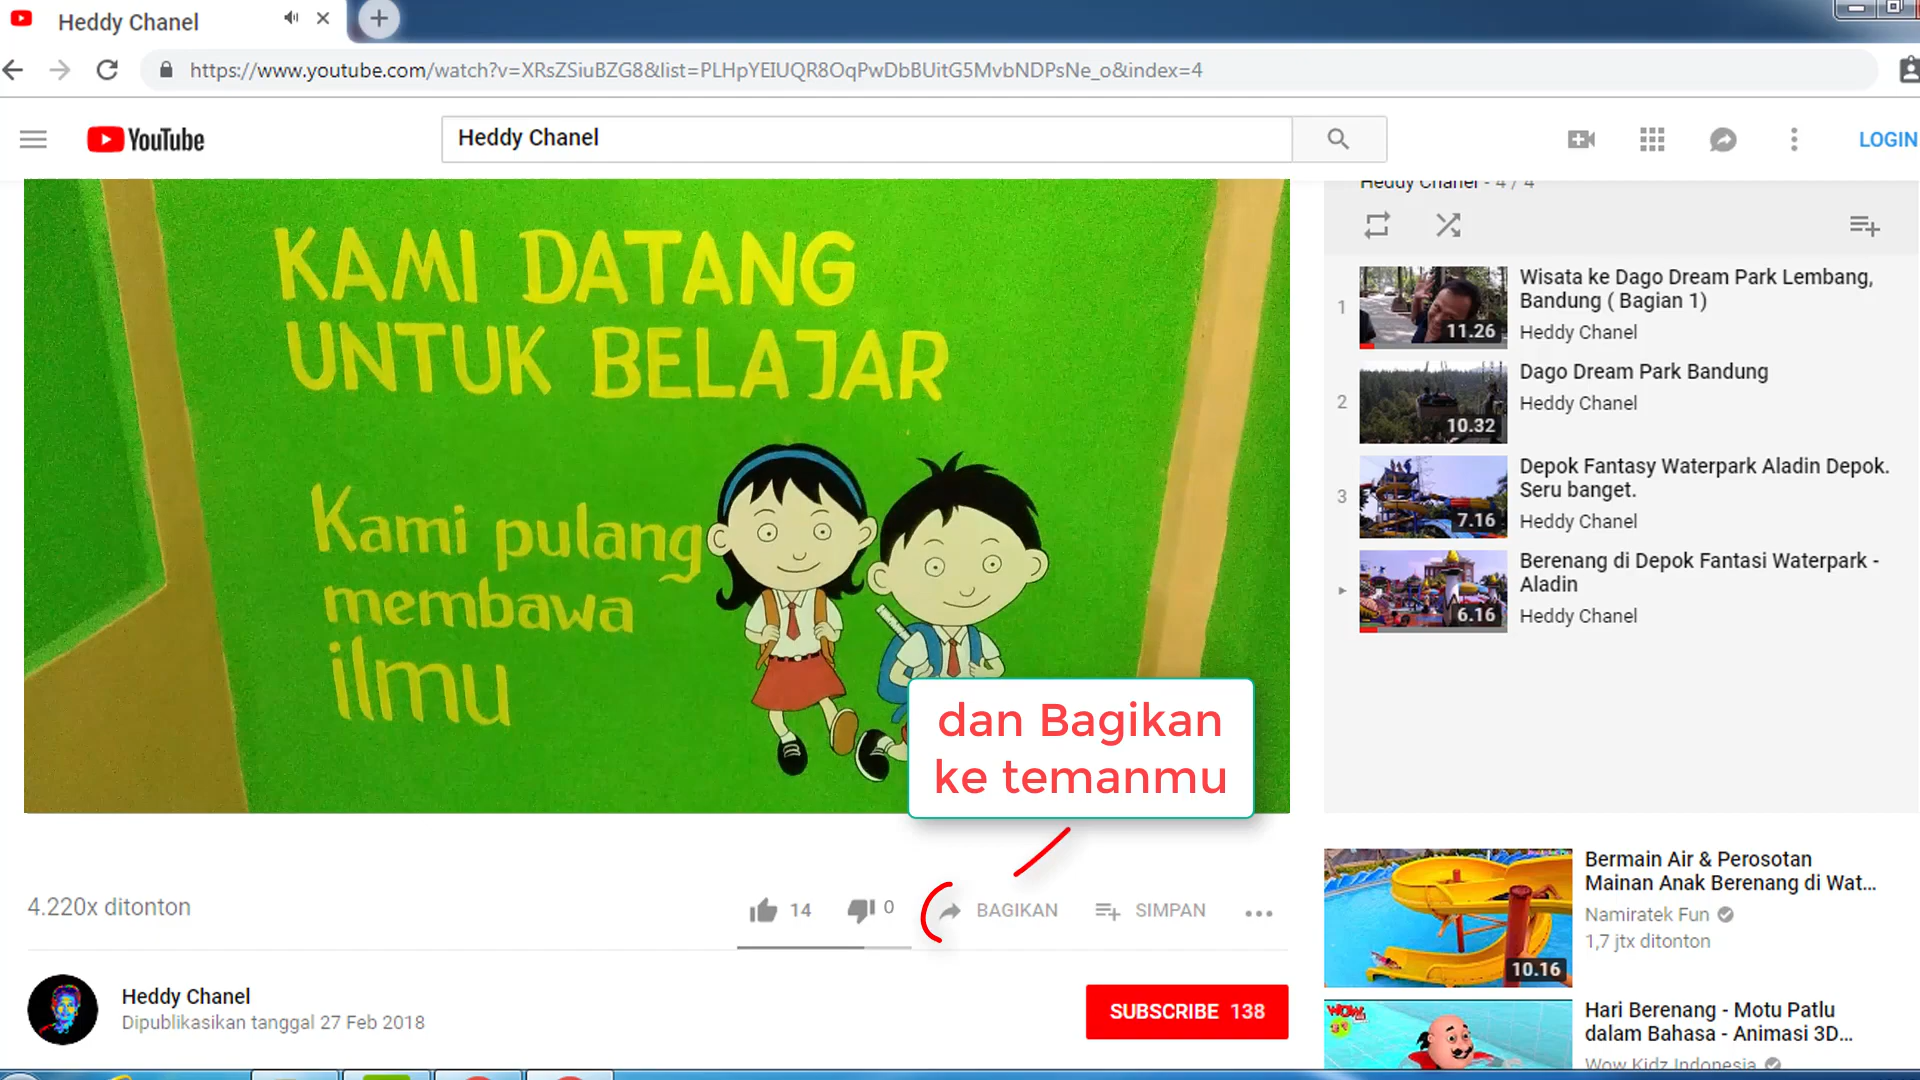 Heddy Chanel
https://www.youtube.com/watch?v=XRsZSiuBZG8&list=PLHpYEIUQR8OqPwDbBUitG5MvbNDPsNe_o&index=4
YouTube
Heddy Chanel
LOGIN
KAMI DATANG
UNTUK BELAJAR
Kami pulang
membawa
ilmu
dan Bagikan
ke temanmu
4.220x ditonton
14
0
BAGIKAN
SIMPAN
Heddy Chanel
Dipublikasikan tanggal 27 Feb 2018
SUBSCRIBE 138
Heddy Chanel - 4 / 4
1
11.26
Wisata ke Dago Dream Park Lembang,
Bandung ( Bagian 1)
Heddy Chanel
2
10.32
Dago Dream Park Bandung
Heddy Chanel
3
7.16
Depok Fantasy Waterpark Aladin Depok.
Seru banget.
Heddy Chanel
6.16
Berenang di Depok Fantasi Waterpark -
Aladin
Heddy Chanel
10.16
Bermain Air & Perosotan
Mainan Anak Berenang di Wat...
Namiratek Fun
1,7 jtx ditonton
WOW
Hari Berenang - Motu Patlu
dalam Bahasa - Animasi 3D...
Wow Kidz Indonesia